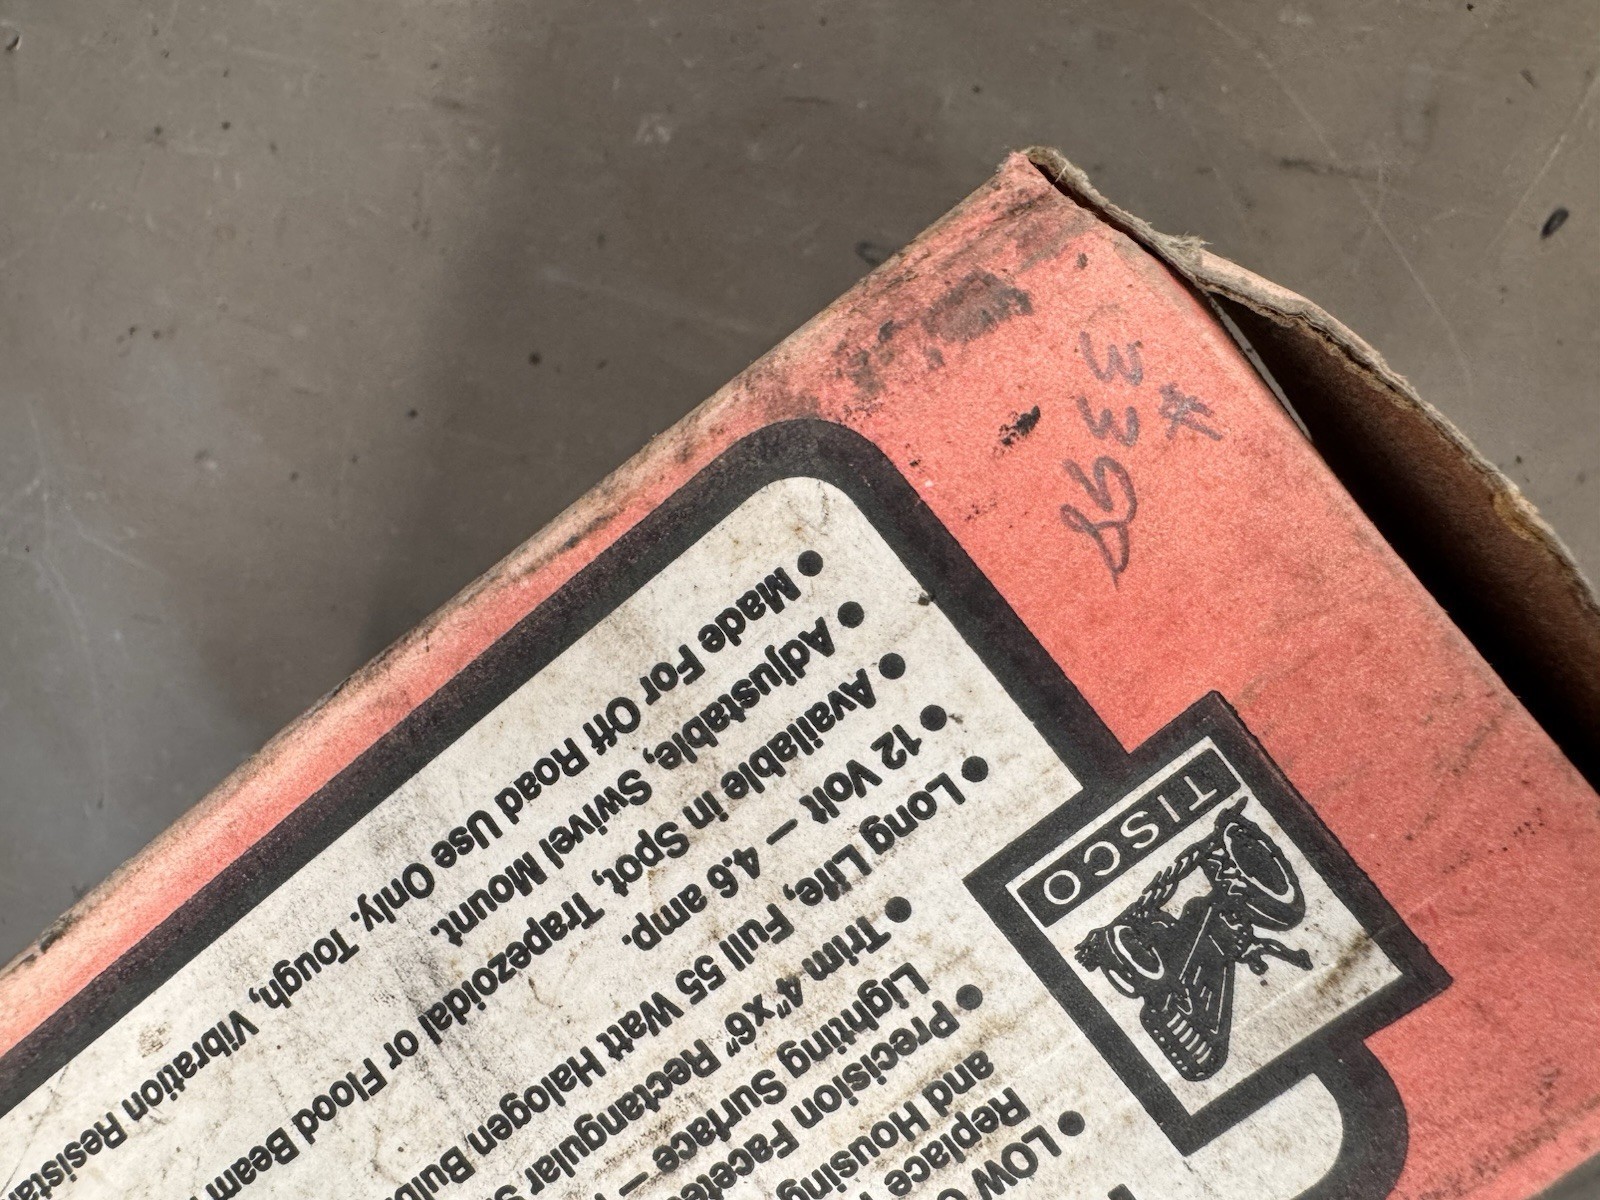 TISCO
• LOW
Replace
and Housing
• Precision
Lighting Surface –
• Trim 4"x6" Rectangular
• Long Life, Full 55 Watt Halogen
• 12 Volt – 4.6 amp.
• Available in Spot, Trapezoidal or Flood Beam
• Adjustable, Swivel Mount.
• Made For Off Road Use Only. Tough, Vibration